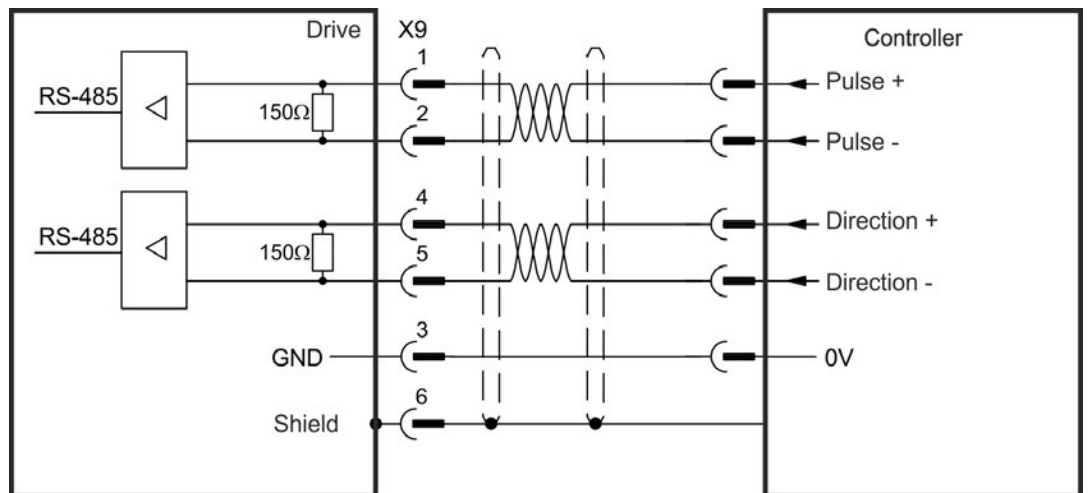 Drive X9
Controller
1
Pulse +
RS-485
150Ω
2
Pulse -
4
Direction +
RS-485
150Ω
5
Direction -
3
GND
0V
6
Shield